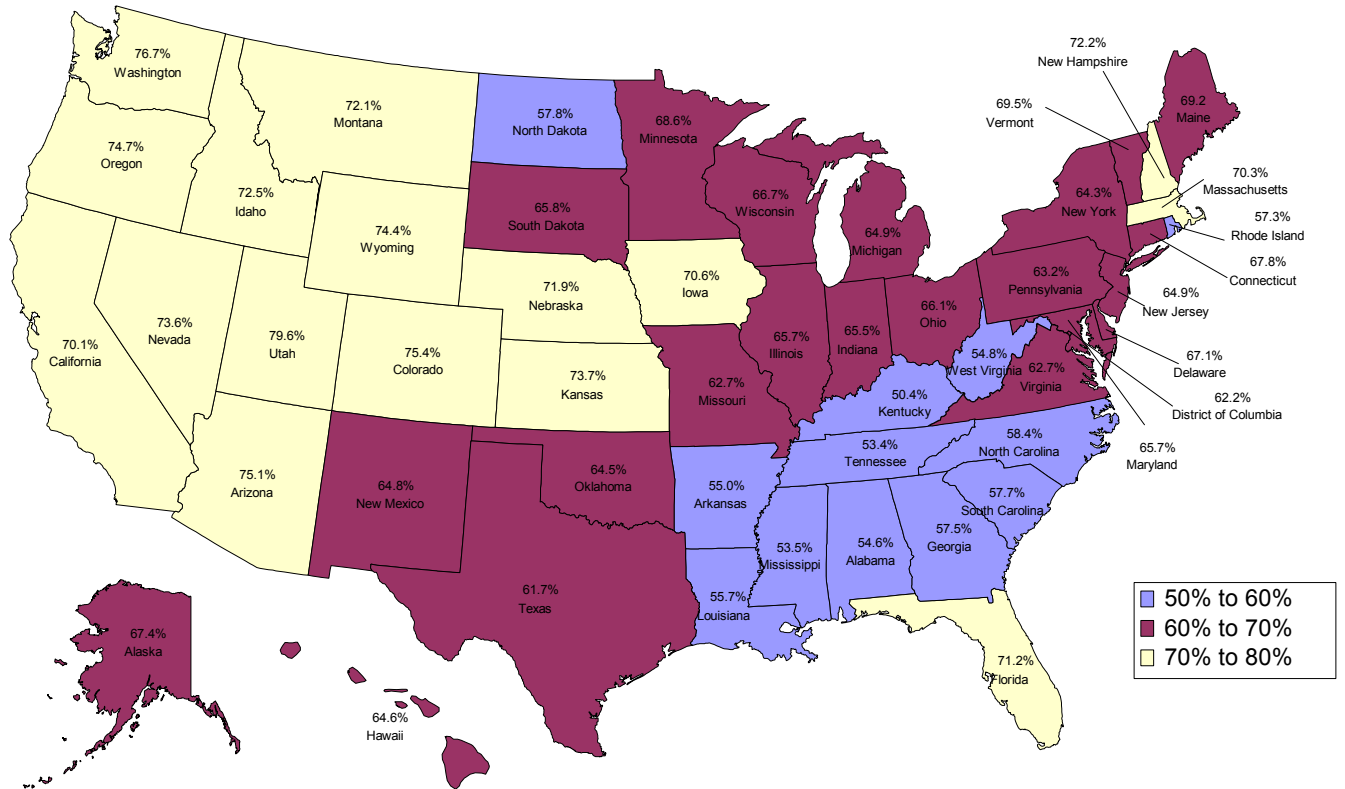 76.7%
Washington
74.7%
Oregon
70.1%
California
73.6%
Nevada
72.5%
Idaho
72.1%
Montana
74.4%
Wyoming
79.6%
Utah
75.4%
Colorado
75.1%
Arizona
64.8%
New Mexico
57.8%
North Dakota
65.8%
South Dakota
71.9%
Nebraska
73.7%
Kansas
64.5%
Oklahoma
61.7%
Texas
68.6%
Minnesota
70.6%
Iowa
62.7%
Missouri
55.0%
Arkansas
55.7%
Louisiana
66.7%
Wisconsin
65.7%
Illinois
64.9%
Michigan
65.5%
Indiana
66.1%
Ohio
50.4%
Kentucky
53.4%
Tennessee
53.5%
Mississippi
54.6%
Alabama
57.5%
Georgia
71.2%
Florida
57.7%
South Carolina
58.4%
North Carolina
62.7%
Virginia
54.8%
West Virginia
63.2%
Pennsylvania
64.3%
New York
69.5%
Vermont
72.2%
New Hampshire
69.2
Maine
70.3%
Massachusetts
57.3%
Rhode Island
67.8%
Connecticut
64.9%
New Jersey
67.1%
Delaware
62.2%
District of Columbia
65.7%
Maryland
67.4%
Alaska
64.6%
Hawaii
50% to 60%
60% to 70%
70% to 80%